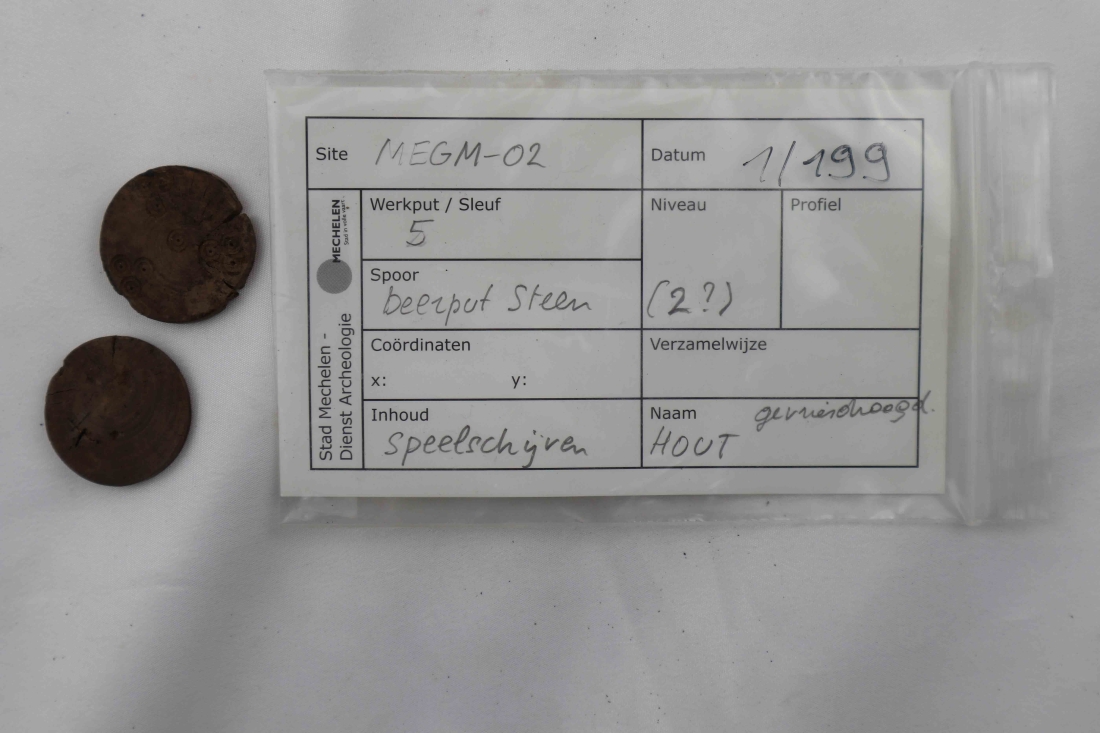 Site MEGM-02
Datum 1/199
MECHELEN
Stad Mechelen -
Dienst Archeologie
Werkput / Sleuf
5
Niveau
(2?)
Profiel
Spoor
beerput Steen
Coördinaten
x: y:
Verzamelwijze
Inhoud
speelschijven
Naam gevriesdroogd.
HOUT